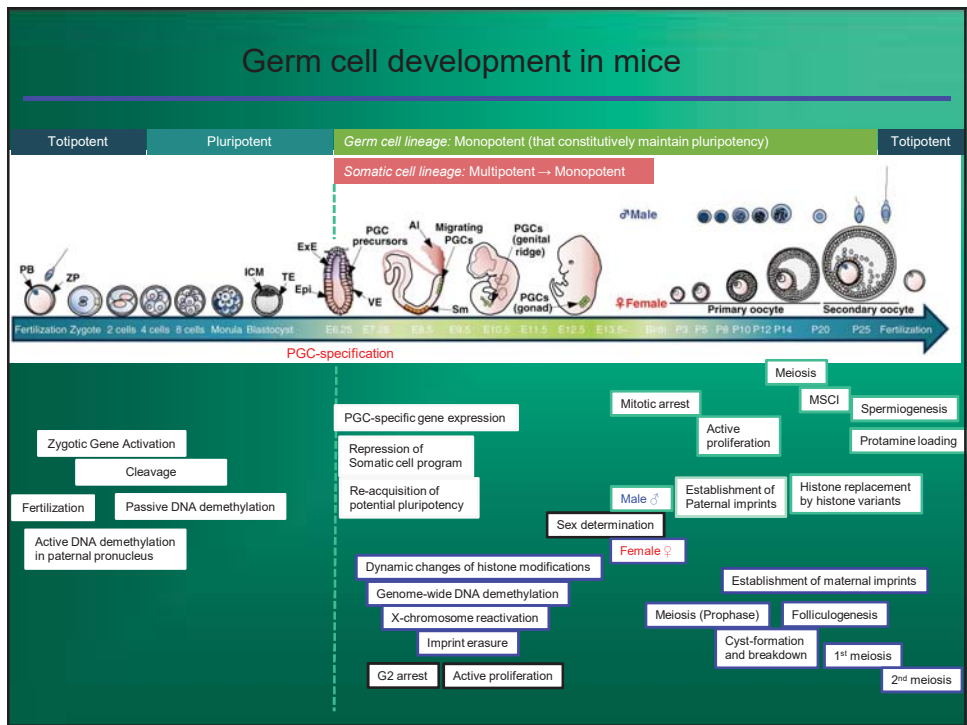 Germ cell development in mice
Totipotent
Pluripotent
Germ cell lineage: Monopotent (that constitutively maintain pluripotency)
Totipotent
Somatic cell lineage: Multipotent → Monopotent
♂Male
PB
ZP
ICM
TE
ExE
Epi
PGC
precursors
VE
AI
Migrating
PGCs
Sm
PGCs
(genital
ridge)
PGCs
(gonad)
♀Female
Primary oocyte
Secondary oocyte
Fertilization Zygote 2 cells 4 cells 8 cells Morula Blastocyst E6.25 E7.25 E8.5 E9.5 E10.5 E11.5 E12.5 E13.5~ Birth P3 P5 P8 P10 P12 P14 P20 P25 Fertilization
PGC-specification
Meiosis
MSCI
Spermiogenesis
Mitotic arrest
PGC-specific gene expression
Active
proliferation
Protamine loading
Zygotic Gene Activation
Repression of
Somatic cell program
Cleavage
Re-acquisition of
potential pluripotency
Male ♂
Establishment of
Paternal imprints
Histone replacement
by histone variants
Fertilization
Passive DNA demethylation
Sex determination
Active DNA demethylation
in paternal pronucleus
Female ♀
Dynamic changes of histone modifications
Establishment of maternal imprints
Genome-wide DNA demethylation
X-chromosome reactivation
Meiosis (Prophase)
Folliculogenesis
Imprint erasure
Cyst-formation
and breakdown
1st meiosis
G2 arrest
Active proliferation
2nd meiosis